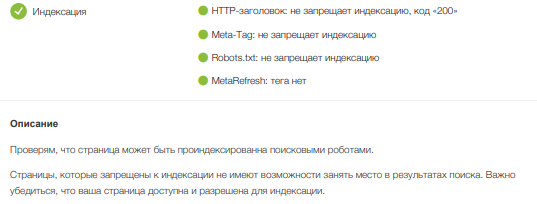 Индексация
HTTP-заголовок: не запрещает индексацию, код «200»
Meta-Tag: не запрещает индексацию
Robots.txt: не запрещает индексацию
MetaRefresh: тега нет
Описание
Проверям, что страница может быть проиндексированна поисковыми роботами.
Страницы, которые запрещены к индексации не имеют возможности занять место в результатах поиска. Важно
убедиться, что ваша страница доступна и разрешена для индексации.